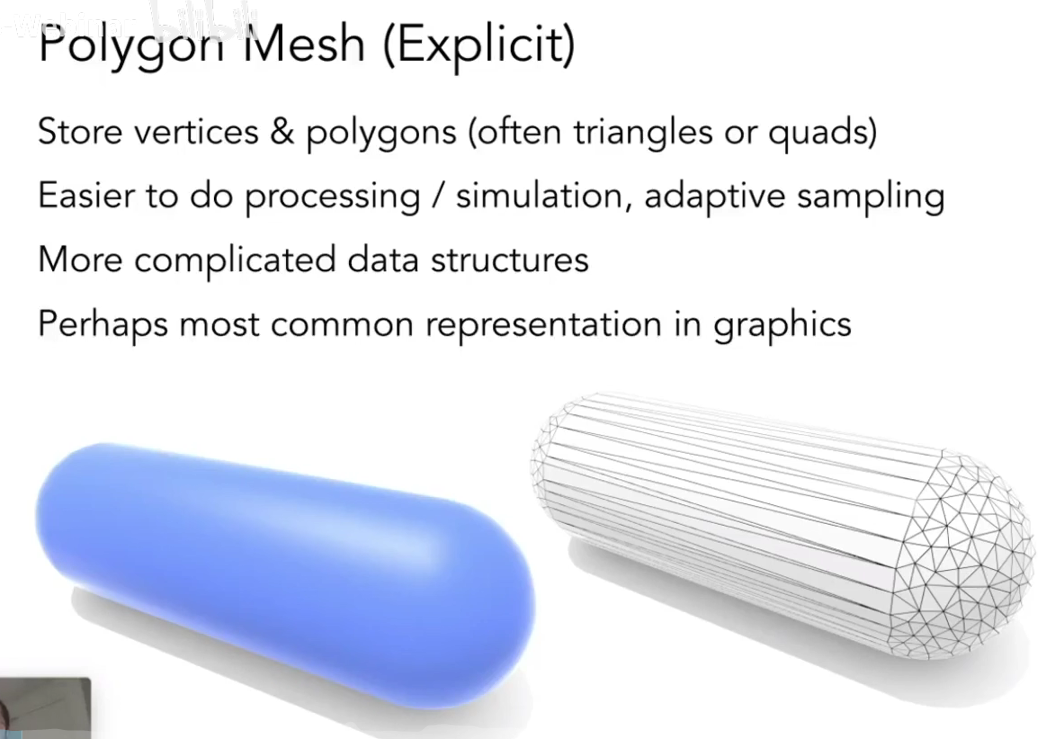 Polygon Mesh (Explicit)
Store vertices & polygons (often triangles or quads)
Easier to do processing / simulation, adaptive sampling
More complicated data structures
Perhaps most common representation in graphics